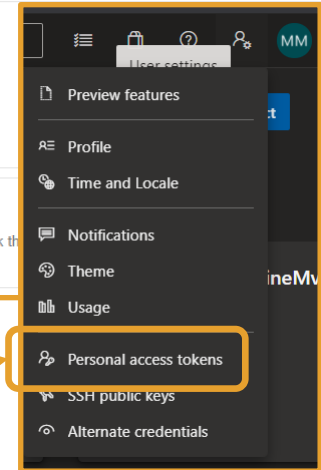 MM
User settings
Preview features
Profile
Time and Locale
Notifications
Theme
Usage
Personal access tokens
SSH public keys
Alternate credentials